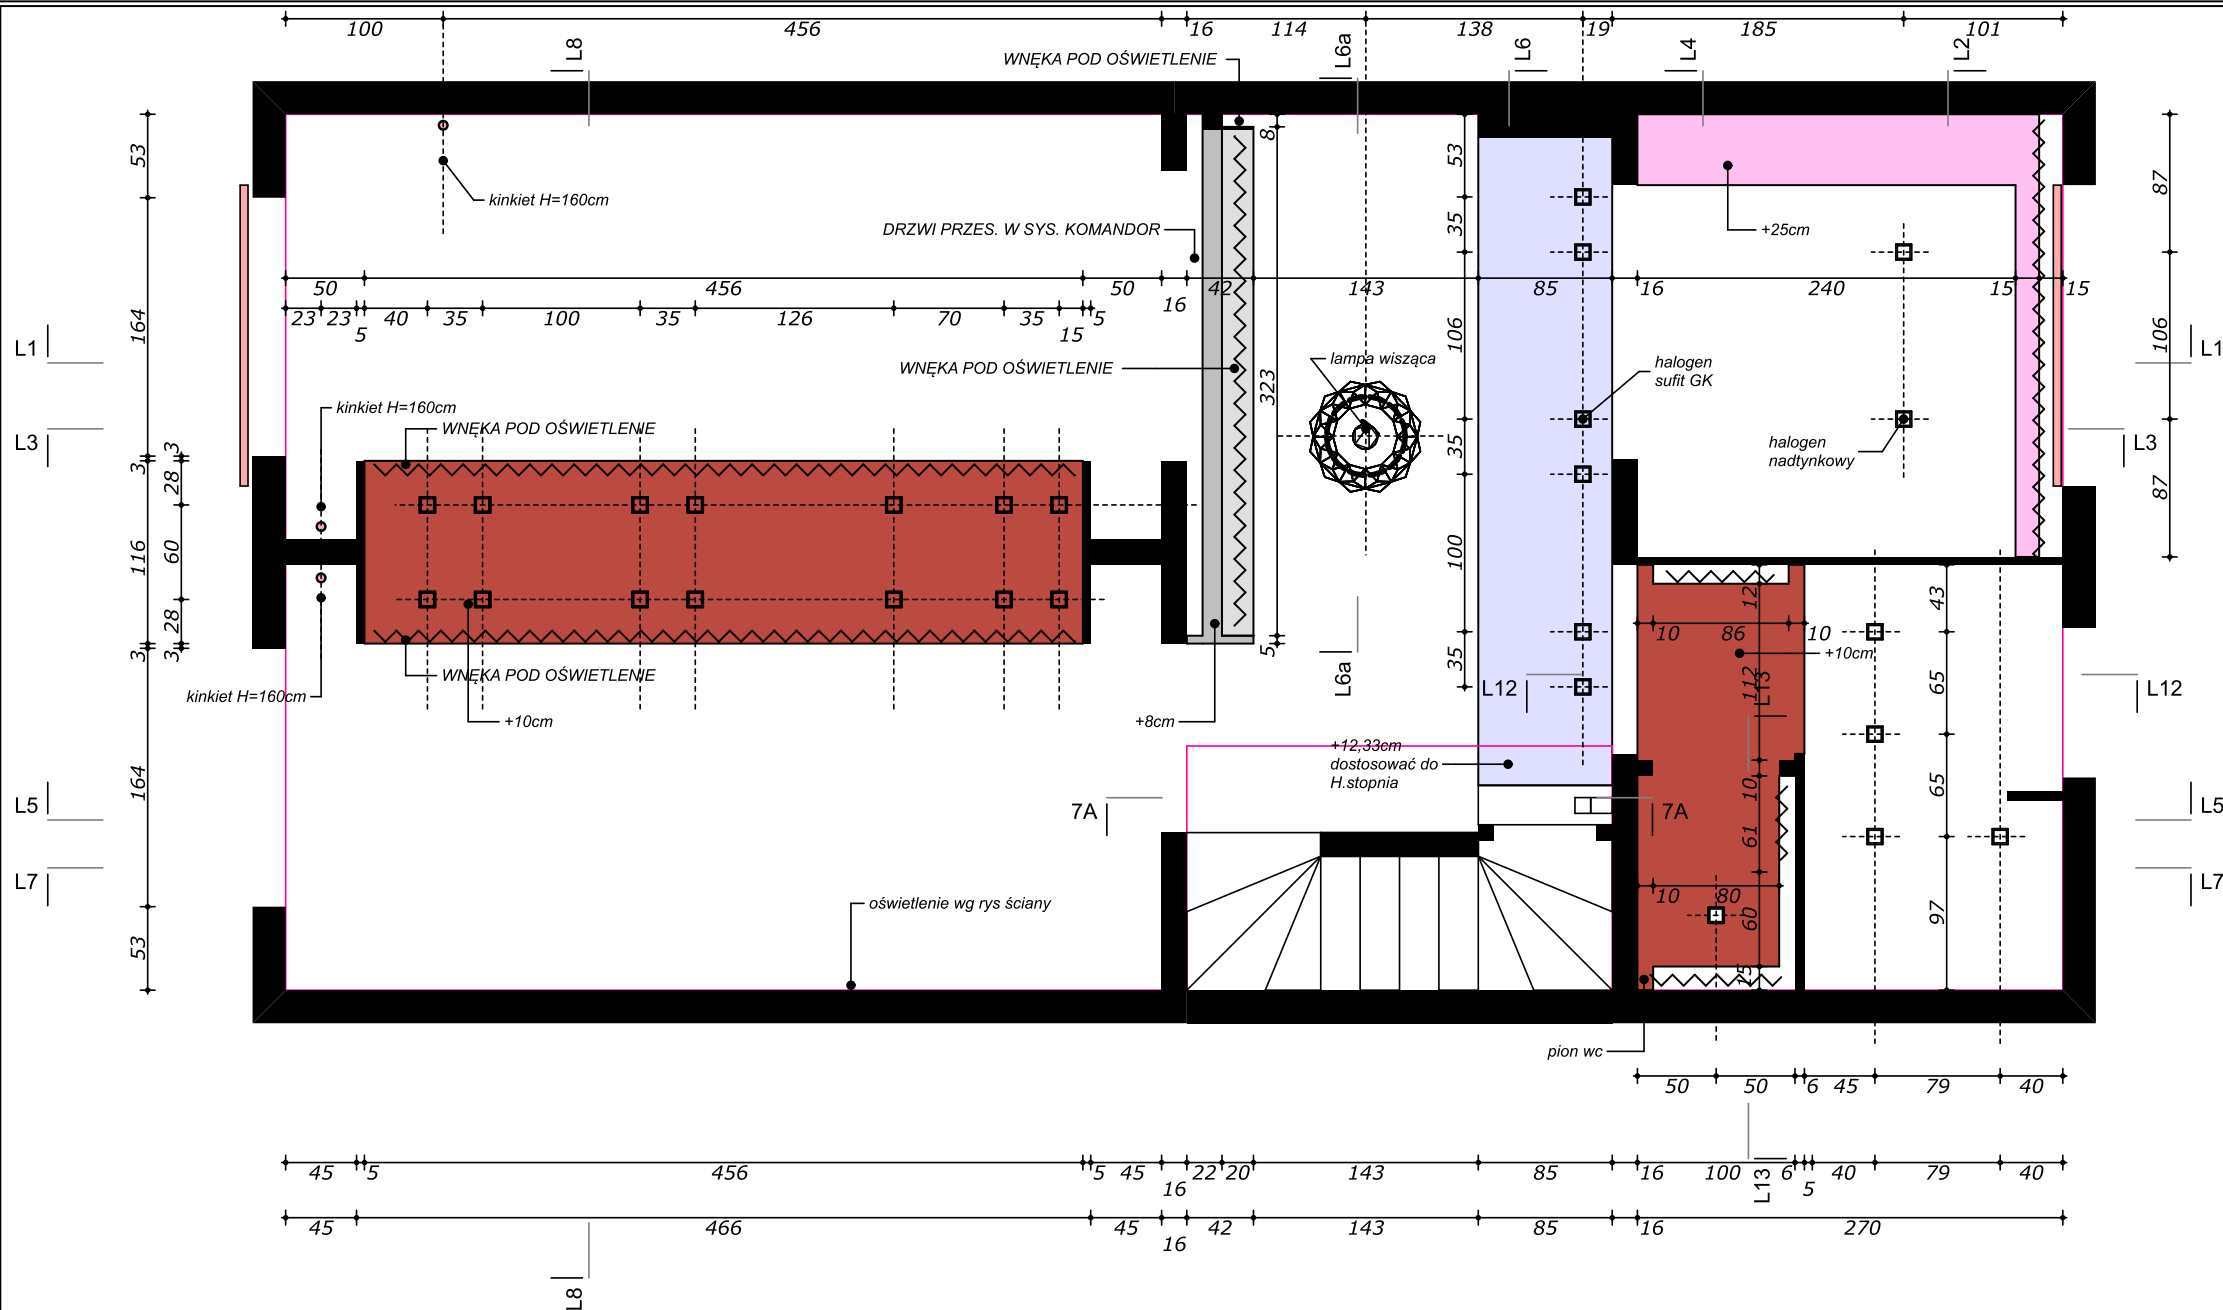 100 456 16 114 138 19 185 101
L8 L6a L6 L4 L2
WNĘKA POD OŚWIETLENIE
53 8 53 87
kinkiet H=160cm
35
DRZWI PRZES. W SYS. KOMANDOR
+25cm
50 456 50 16 42 143 85 16 240 15 15
23 23 5 40 35 100 35 126 70 35 15 5
164 106 106
L1 L1
WNĘKA POD OŚWIETLENIE
lampa wisząca
halogen
sufit GK
323
kinkiet H=160cm
WNĘKA POD OŚWIETLENIE
L3 L3
halogen
nadtynkowy
3 3 28 35 87
116 60 100
28 12 43
10 86 10
3 3 5 35
+10cm
WNĘKA POD OŚWIETLENIE
kinkiet H=160cm
L6a L12 112 L13 65 L12
+10cm
+8cm
+12,33cm
dostosować do
H.stopnia
164 10 65
L5 7A 7A L5
61
L7 L7
10 80
oświetlenie wg rys ściany
60 97
53 15
pion wc
50 50 6 45 79 40
45 5 456 5 45 16 22 20 143 85 16 100 6 5 40 79 40
L13
45 466 45 16 42 143 85 16 270
L8